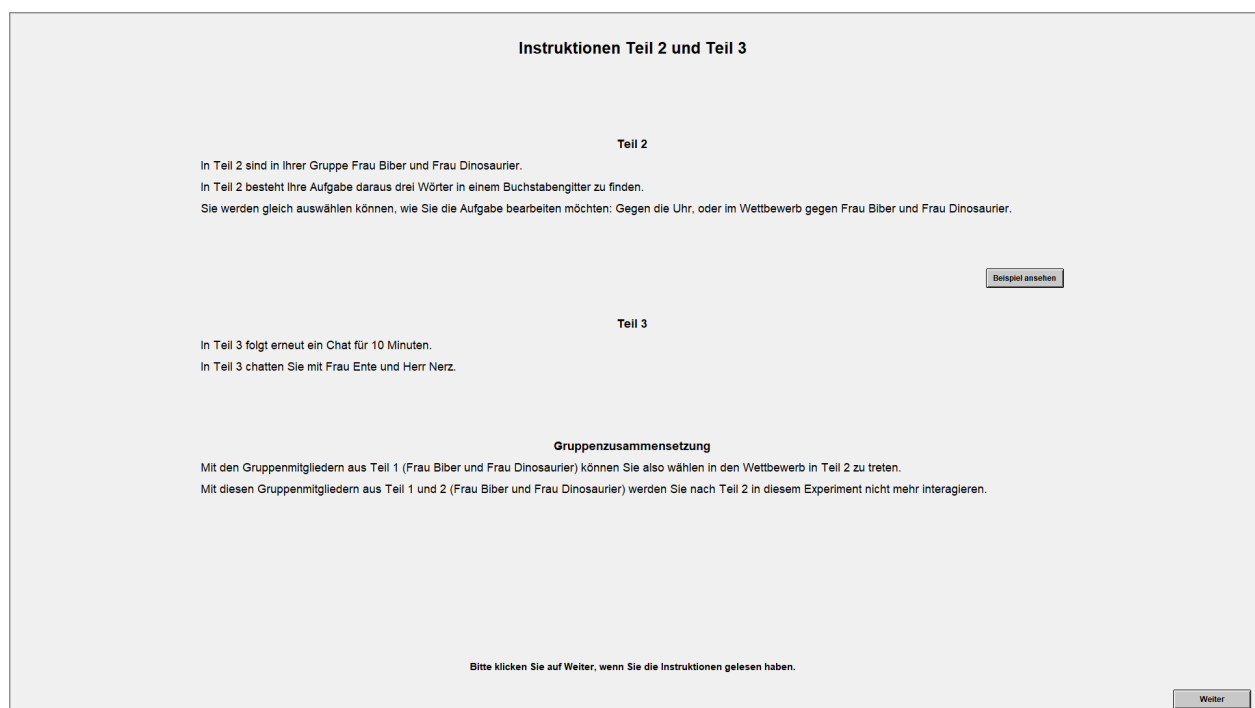 Instruktionen Teil 2 und Teil 3
Teil 2
In Teil 2 sind in Ihrer Gruppe Frau Biber und Frau Dinosaurier.
In Teil 2 besteht Ihre Aufgabe daraus drei Wörter in einem Buchstabengitter zu finden.
Sie werden gleich auswählen können, wie Sie die Aufgabe bearbeiten möchten: Gegen die Uhr, oder im Wettbewerb gegen Frau Biber und Frau Dinosaurier.
Beispiel ansehen
Teil 3
In Teil 3 folgt erneut ein Chat für 10 Minuten.
In Teil 3 chatten Sie mit Frau Ente und Herr Nerz.
Gruppenzusammensetzung
Mit den Gruppenmitgliedern aus Teil 1 (Frau Biber und Frau Dinosaurier) können Sie also wählen in den Wettbewerb in Teil 2 zu treten.
Mit diesen Gruppenmitgliedern aus Teil 1 und 2 (Frau Biber und Frau Dinosaurier) werden Sie nach Teil 2 in diesem Experiment nicht mehr interagieren.
Bitte klicken Sie auf Weiter, wenn Sie die Instruktionen gelesen haben.
Weiter